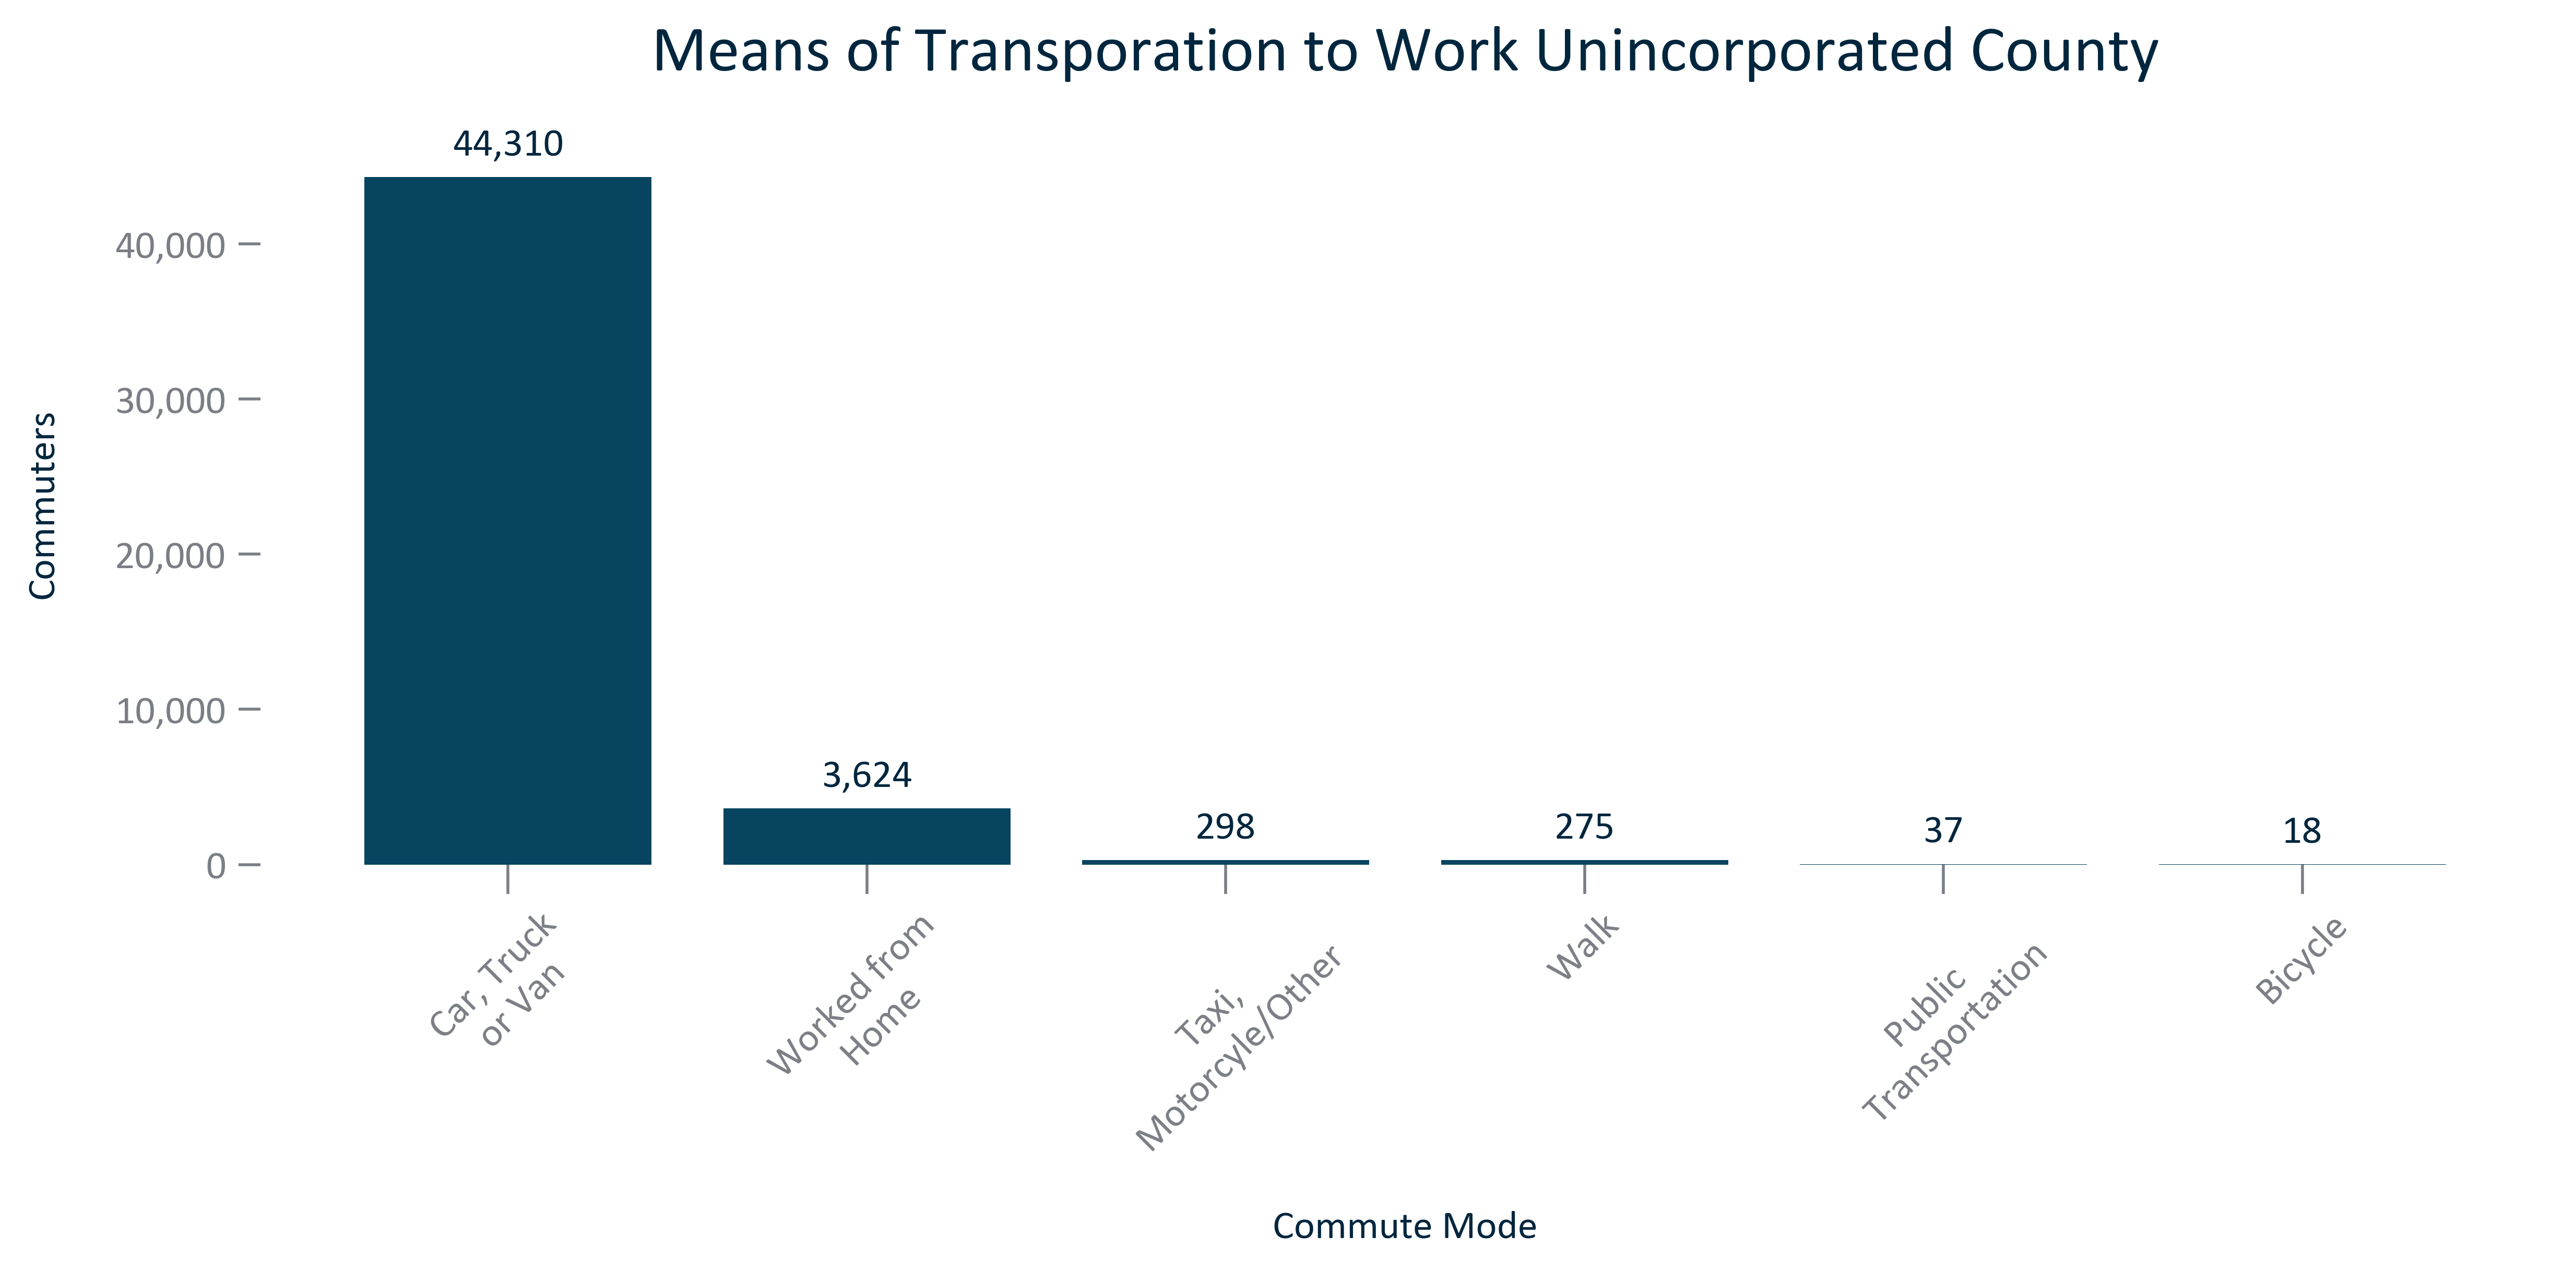 Means of Transporation to Work Unincorporated County
44,310
40,000
30,000
Commuters
20,000
10,000
3,624
298
275
37
18
0
Car, Truck
or Van
Worked from
Home
Taxi,
Motorcyle/Other
Walk
Public
Transportation
Bicycle
Commute Mode